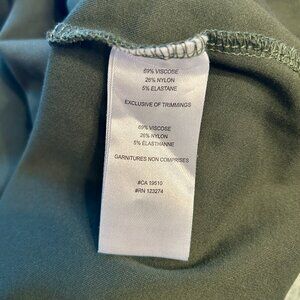 69% VISCOSE
26% NYLON
5% ELASTANE
EXCLUSIVE OF TRIMMINGS
69% VISCOSE
26% NYLON
5% ÉLASTHANNE
GARNITURES NON COMPRISES
#CA 19510
#RN 123274